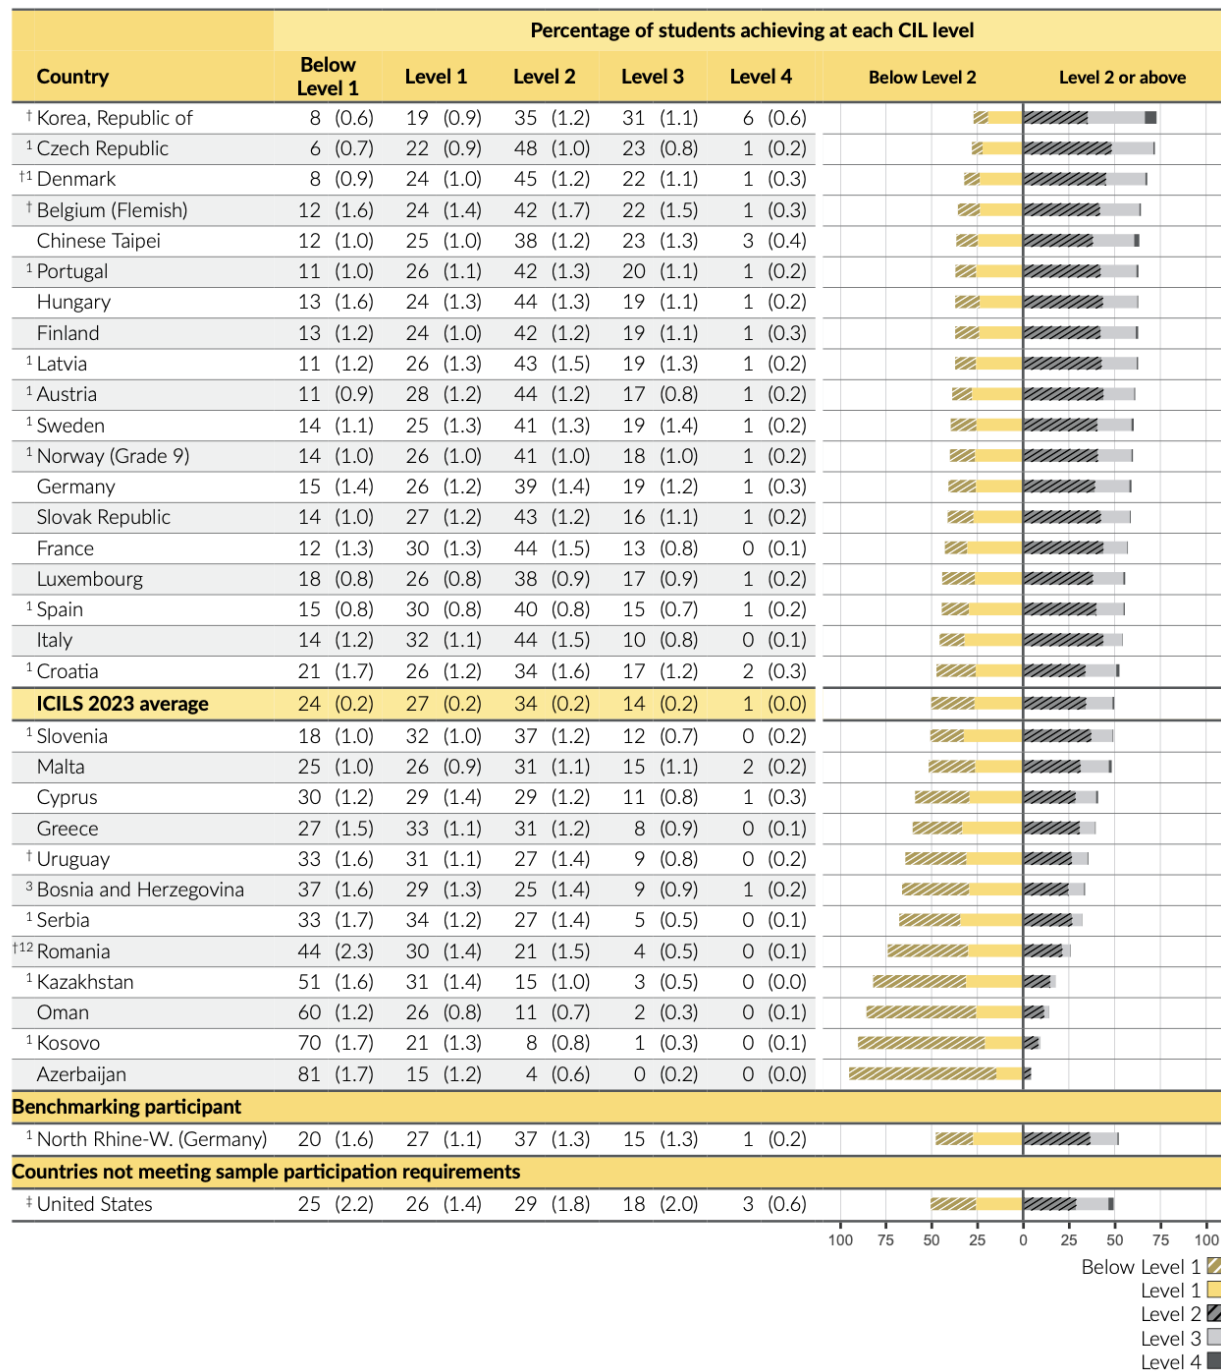 Percentage of students achieving at each CIL level
Country Below Level 1 Level 1 Level 2 Level 3 Level 4 Below Level 2 Level 2 or above
† Korea, Republic of 8 (0.6) 19 (0.9) 35 (1.2) 31 (1.1) 6 (0.6)
1 Czech Republic 6 (0.7) 22 (0.9) 48 (1.0) 23 (0.8) 1 (0.2)
†1 Denmark 8 (0.9) 24 (1.0) 45 (1.2) 22 (1.1) 1 (0.3)
† Belgium (Flemish) 12 (1.6) 24 (1.4) 42 (1.7) 22 (1.5) 1 (0.3)
Chinese Taipei 12 (1.0) 25 (1.0) 38 (1.2) 23 (1.3) 3 (0.4)
1 Portugal 11 (1.0) 26 (1.1) 42 (1.3) 20 (1.1) 1 (0.2)
Hungary 13 (1.6) 24 (1.3) 44 (1.3) 19 (1.1) 1 (0.2)
Finland 13 (1.2) 24 (1.0) 42 (1.2) 19 (1.1) 1 (0.3)
1 Latvia 11 (1.2) 26 (1.3) 43 (1.5) 19 (1.3) 1 (0.2)
1 Austria 11 (0.9) 28 (1.2) 44 (1.2) 17 (0.8) 1 (0.2)
1 Sweden 14 (1.1) 25 (1.3) 41 (1.3) 19 (1.4) 1 (0.2)
1 Norway (Grade 9) 14 (1.0) 26 (1.0) 41 (1.0) 18 (1.0) 1 (0.2)
Germany 15 (1.4) 26 (1.2) 39 (1.4) 19 (1.2) 1 (0.3)
Slovak Republic 14 (1.0) 27 (1.2) 43 (1.2) 16 (1.1) 1 (0.2)
France 12 (1.3) 30 (1.3) 44 (1.5) 13 (0.8) 0 (0.1)
Luxembourg 18 (0.8) 26 (0.8) 38 (0.9) 17 (0.9) 1 (0.2)
1 Spain 15 (0.8) 30 (0.8) 40 (0.8) 15 (0.7) 1 (0.2)
Italy 14 (1.2) 32 (1.1) 44 (1.5) 10 (0.8) 0 (0.1)
1 Croatia 21 (1.7) 26 (1.2) 34 (1.6) 17 (1.2) 2 (0.3)
ICILS 2023 average 24 (0.2) 27 (0.2) 34 (0.2) 14 (0.2) 1 (0.0)
1 Slovenia 18 (1.0) 32 (1.0) 37 (1.2) 12 (0.7) 0 (0.2)
Malta 25 (1.0) 26 (0.9) 31 (1.1) 15 (1.1) 2 (0.2)
Cyprus 30 (1.2) 29 (1.4) 29 (1.2) 11 (0.8) 1 (0.3)
Greece 27 (1.5) 33 (1.1) 31 (1.2) 8 (0.9) 0 (0.1)
† Uruguay 33 (1.6) 31 (1.1) 27 (1.4) 9 (0.8) 0 (0.2)
3 Bosnia and Herzegovina 37 (1.6) 29 (1.3) 25 (1.4) 9 (0.9) 1 (0.2)
1 Serbia 33 (1.7) 34 (1.2) 27 (1.4) 5 (0.5) 0 (0.1)
†12 Romania 44 (2.3) 30 (1.4) 21 (1.5) 4 (0.5) 0 (0.1)
1 Kazakhstan 51 (1.6) 31 (1.4) 15 (1.0) 3 (0.5) 0 (0.0)
Oman 60 (1.2) 26 (0.8) 11 (0.7) 2 (0.3) 0 (0.1)
1 Kosovo 70 (1.7) 21 (1.3) 8 (0.8) 1 (0.3) 0 (0.1)
Azerbaijan 81 (1.7) 15 (1.2) 4 (0.6) 0 (0.2) 0 (0.0)
Benchmarking participant
1 North Rhine-W. (Germany) 20 (1.6) 27 (1.1) 37 (1.3) 15 (1.3) 1 (0.2)
Countries not meeting sample participation requirements
‡ United States 25 (2.2) 26 (1.4) 29 (1.8) 18 (2.0) 3 (0.6)
100 75 50 25 0 25 50 75 100
Below Level 1
Level 1
Level 2
Level 3
Level 4